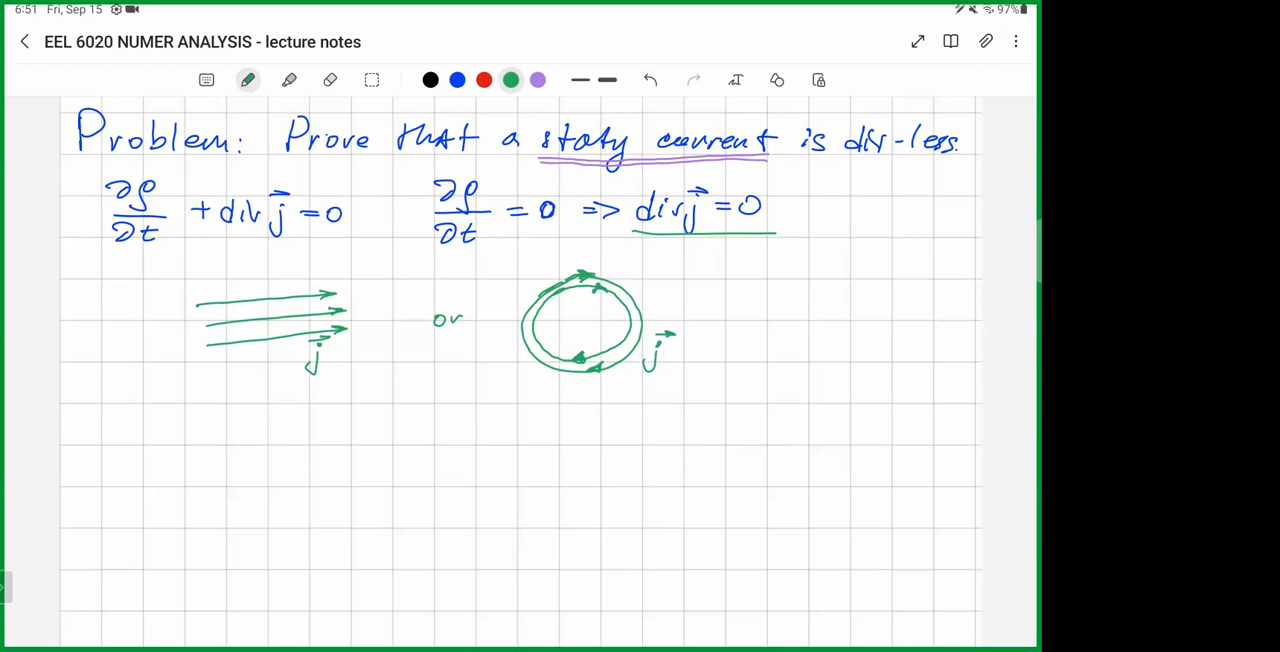 6:51 Fri, Sep 15 97%
EEL 6020 NUMER ANALYSIS - lecture notes
Problem: Prove that a staty current is div-less.
∂ρ/∂t + div j⃗ = 0 ∂ρ/∂t = 0 => div j⃗ = 0
or
j⃗ j⃗